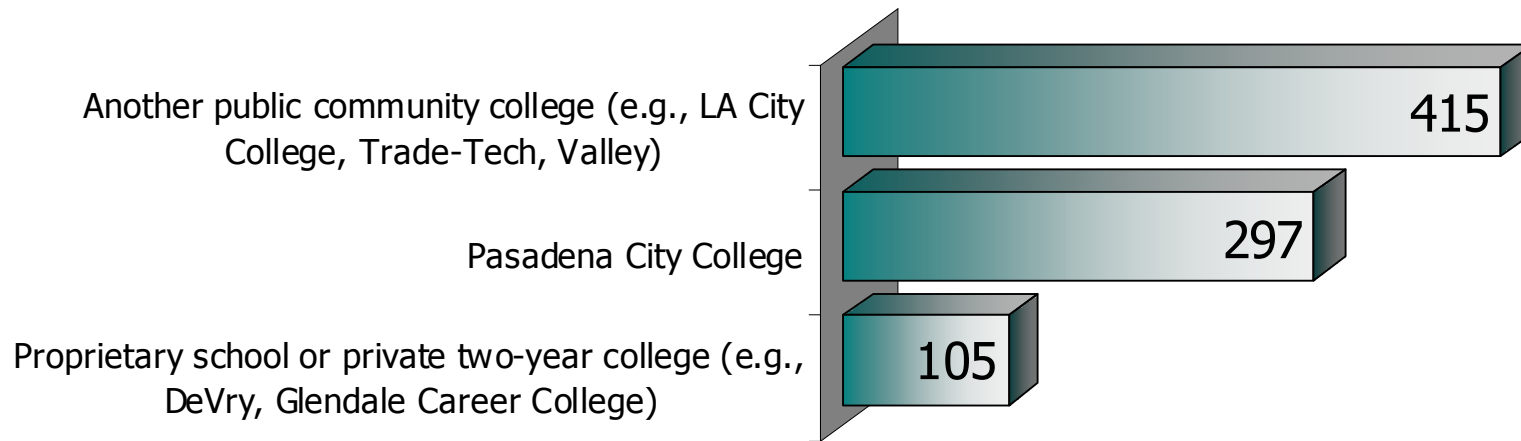 Another public community college (e.g., LA City
College, Trade-Tech, Valley)
415
Pasadena City College
297
Proprietary school or private two-year college (e.g.,
DeVry, Glendale Career College)
105